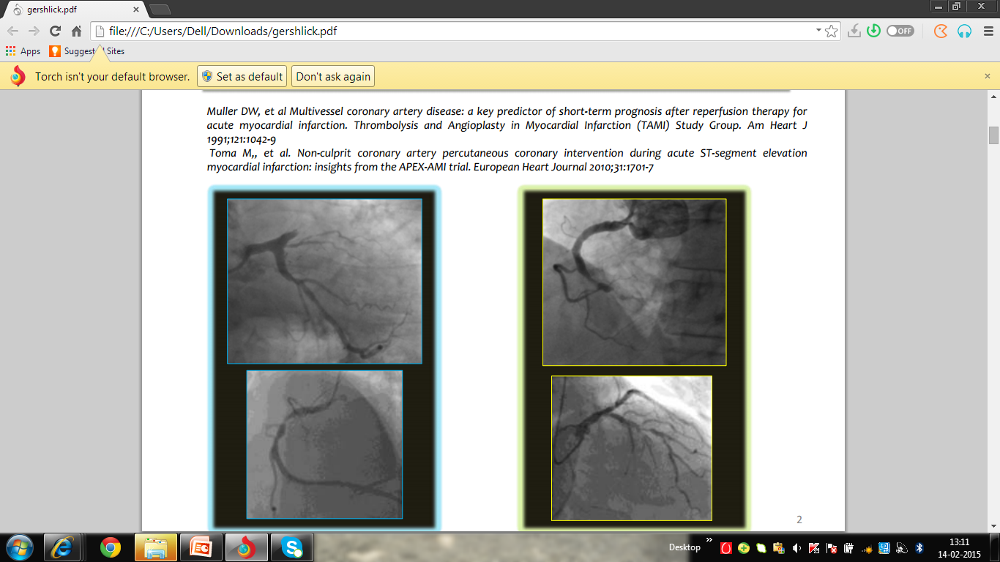 gershlick.pdf
file:///C:/Users/Dell/Downloads/gershlick.pdf
OFF
Apps
Suggest d Sites
Torch isn't your default browser.
Set as default
Don't ask again
Muller DW, et al Multivessel coronary artery disease: a key predictor of short-term prognosis after reperfusion therapy for
acute myocardial infarction. Thrombolysis and Angioplasty in Myocardial Infarction (TAMI) Study Group. Am Heart J
1991;121:1042-9
Toma M,, et al. Non-culprit coronary artery percutaneous coronary intervention during acute ST-segment elevation
myocardial infarction: insights from the APEX-AMI trial. European Heart Journal 2010;31:1701-7
2
Desktop
13:11
14-02-2015